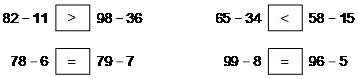 82 – 11 > 98 – 36 65 – 34 < 58 – 15
78 – 6 = 79 – 7 99 – 8 = 96 – 5